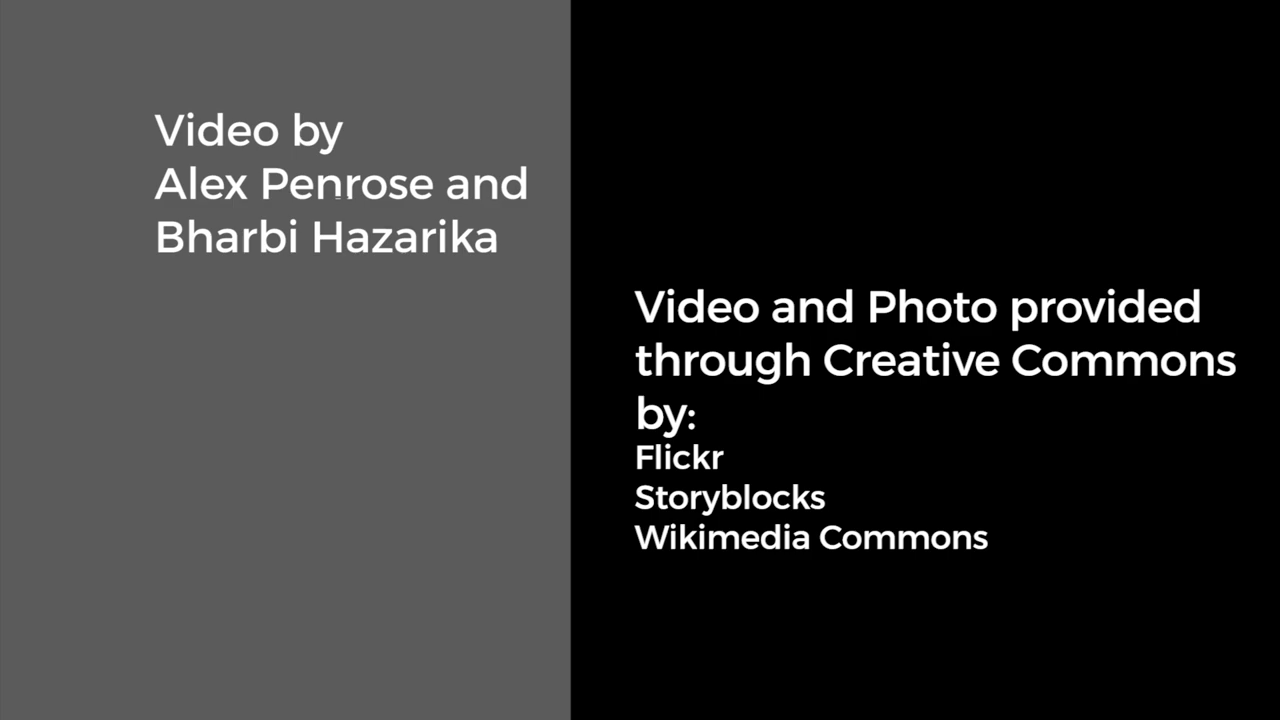 Video by
Alex Penrose and
Bharbi Hazarika
Video and Photo provided
through Creative Commons
by:
Flickr
Storyblocks
Wikimedia Commons